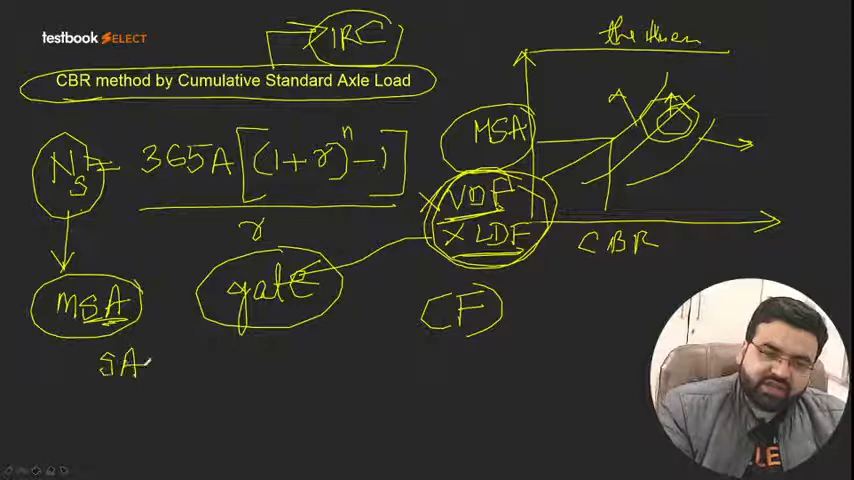 testbook SELECT
IRC
CBR method by Cumulative Standard Axle Load
Ns = 365A[(1+r)^n-1]
r
MSA
SA
gate
MSA
VDF
X LDF
(CF)
CBR